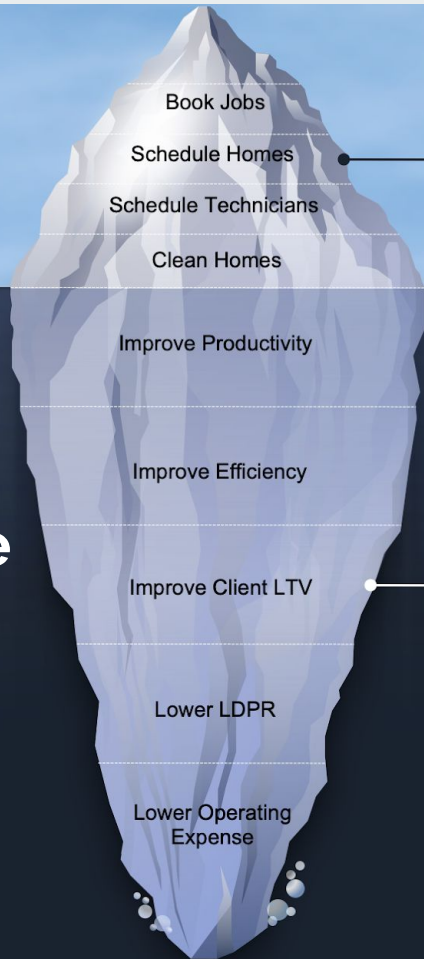 Book Jobs
Schedule Homes
Schedule Technicians
Clean Homes
Improve Productivity
Improve Efficiency
e
Improve Client LTV
Lower LDPR
Lower Operating
Expense